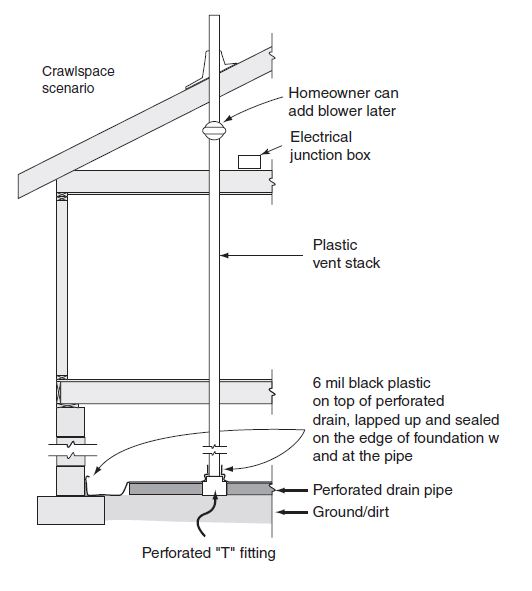 Crawlspace
scenario
Homeowner can
add blower later
Electrical
junction box
Plastic
vent stack
6 mil black plastic
on top of perforated
drain, lapped up and sealed
on the edge of foundation w
and at the pipe
Perforated drain pipe
Ground/dirt
Perforated "T" fitting